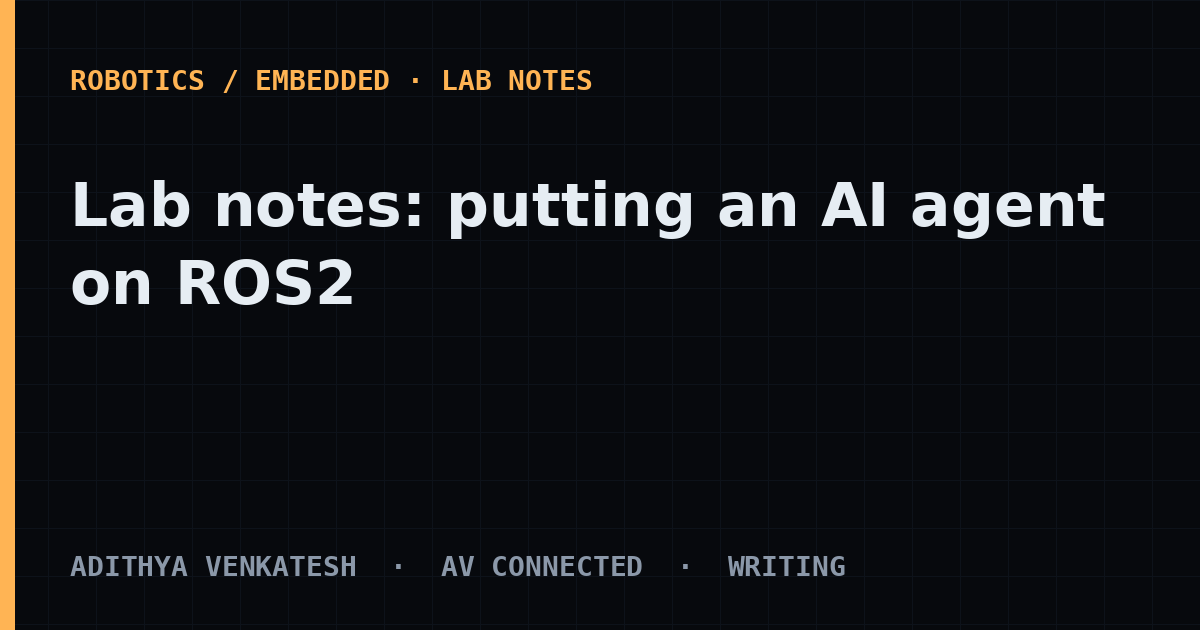 ROBOTICS / EMBEDDED · LAB NOTES
Lab notes: putting an AI agent
on ROS2
ADITHYA VENKATESH · AV CONNECTED · WRITING